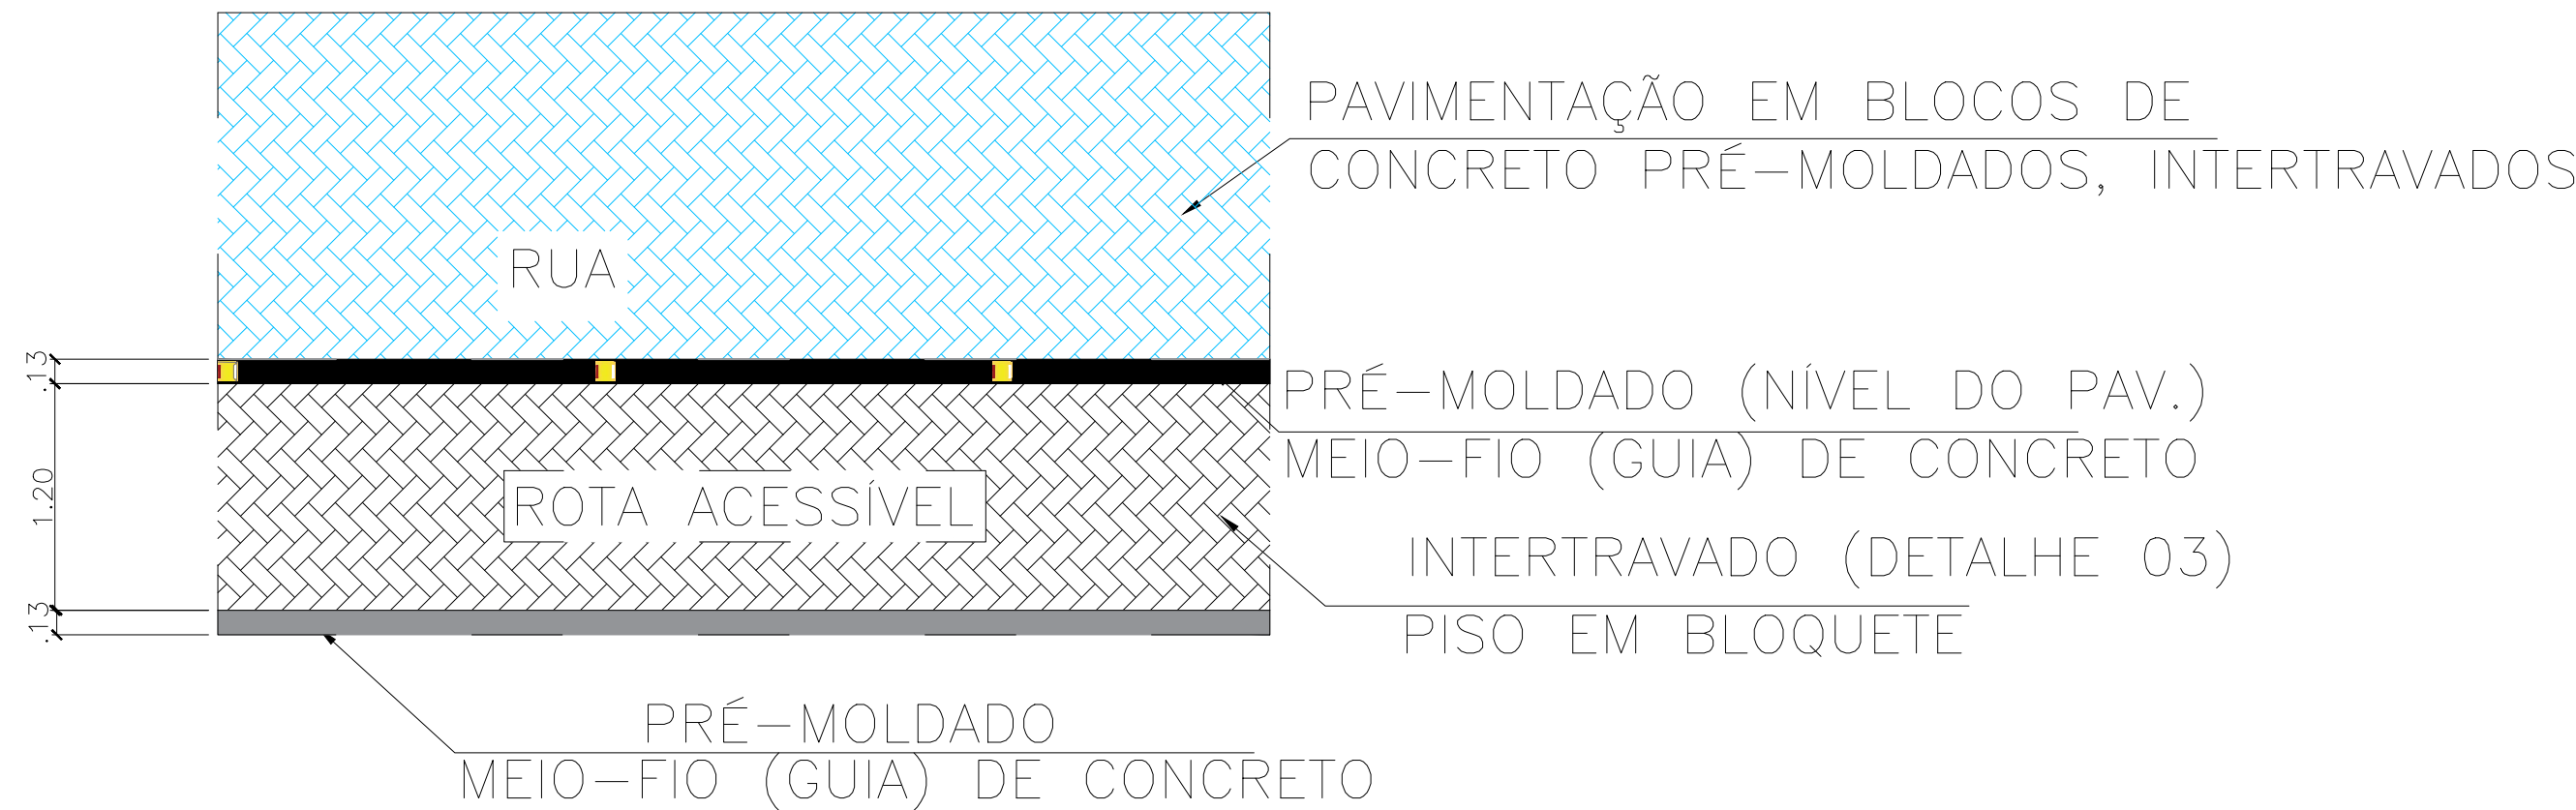 PAVIMENTAÇÃO EM BLOCOS DE
CONCRETO PRÉ-MOLDADOS, INTERTRAVADOS
RUA
.13
PRÉ-MOLDADO (NÍVEL DO PAV.)
MEIO-FIO (GUIA) DE CONCRETO
1.20
ROTA ACESSÍVEL
INTERTRAVADO (DETALHE 03)
PISO EM BLOQUETE
.13
PRÉ-MOLDADO
MEIO-FIO (GUIA) DE CONCRETO